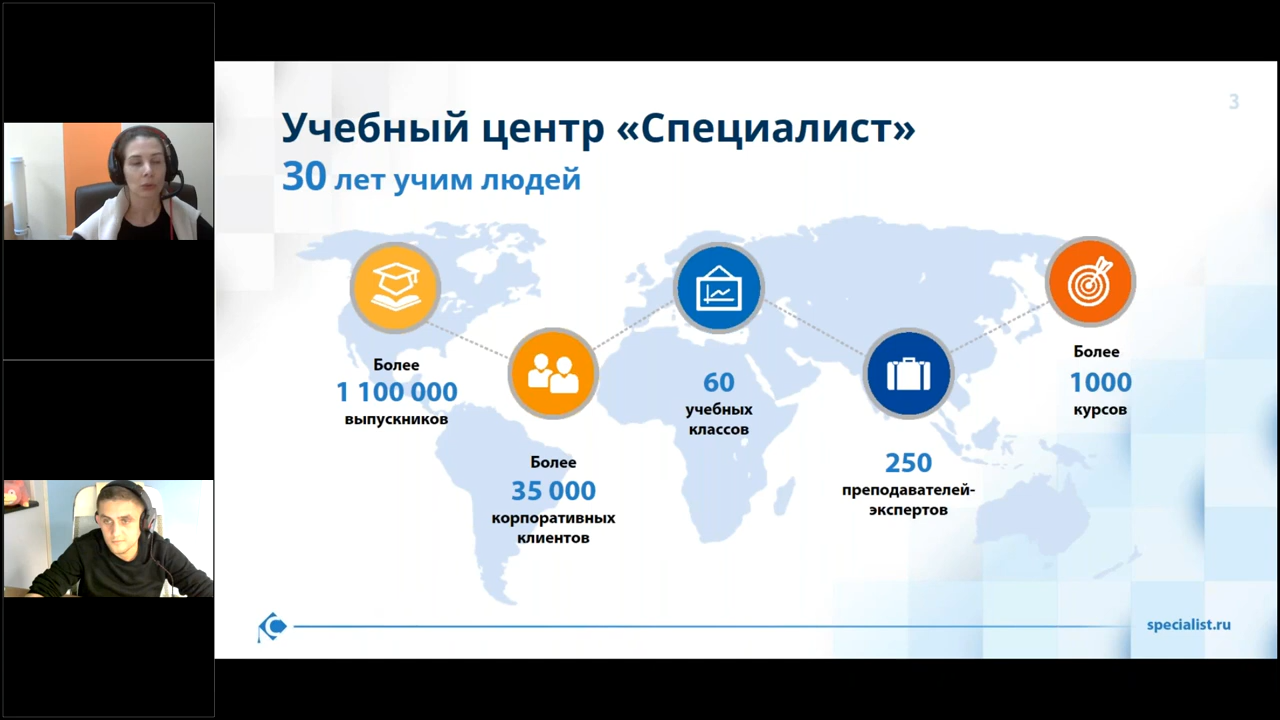 3
Учебный центр «Специалист»
30 лет учим людей
Более
1 100 000
выпускников
Более
35 000
корпоративных
клиентов
60
учебных
классов
250
преподавателей-
экспертов
Более
1000
курсов
specialist.ru